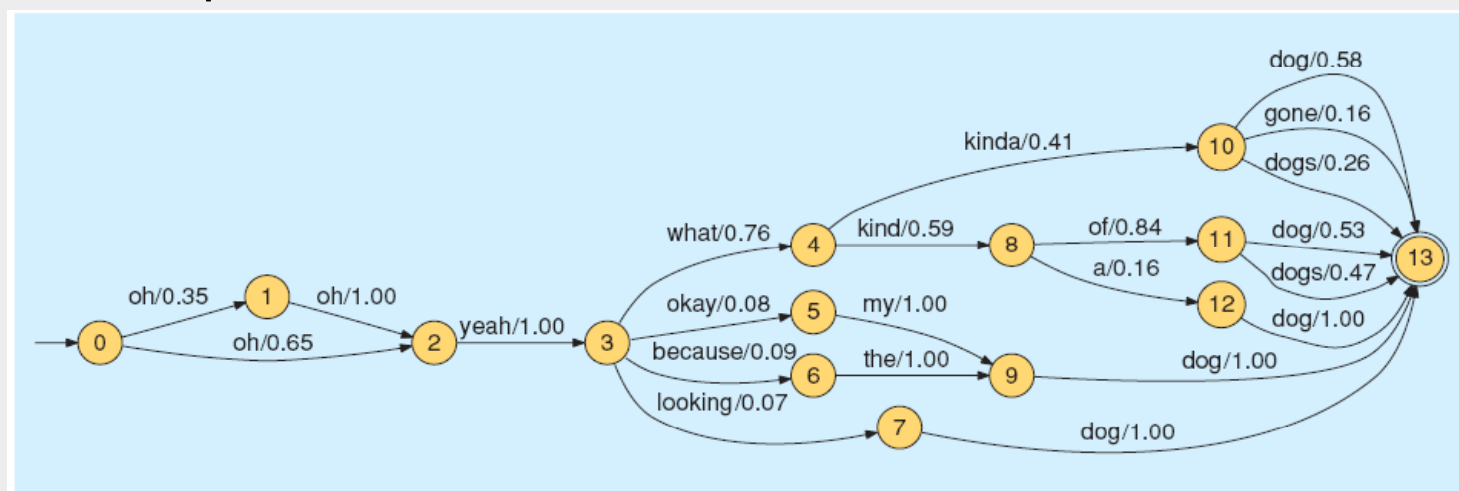 dog/0.58
gone/0.16
kinda/0.41
10
dogs/0.26
what/0.76
4
kind/0.59
8
of/0.84
11
dog/0.53
13
a/0.16
dogs/0.47
oh/0.35
1
oh/1.00
okay/0.08
5
my/1.00
12
dog/1.00
0
oh/0.65
2
yeah/1.00
3
because/0.09
6
the/1.00
9
dog/1.00
looking/0.07
7
dog/1.00